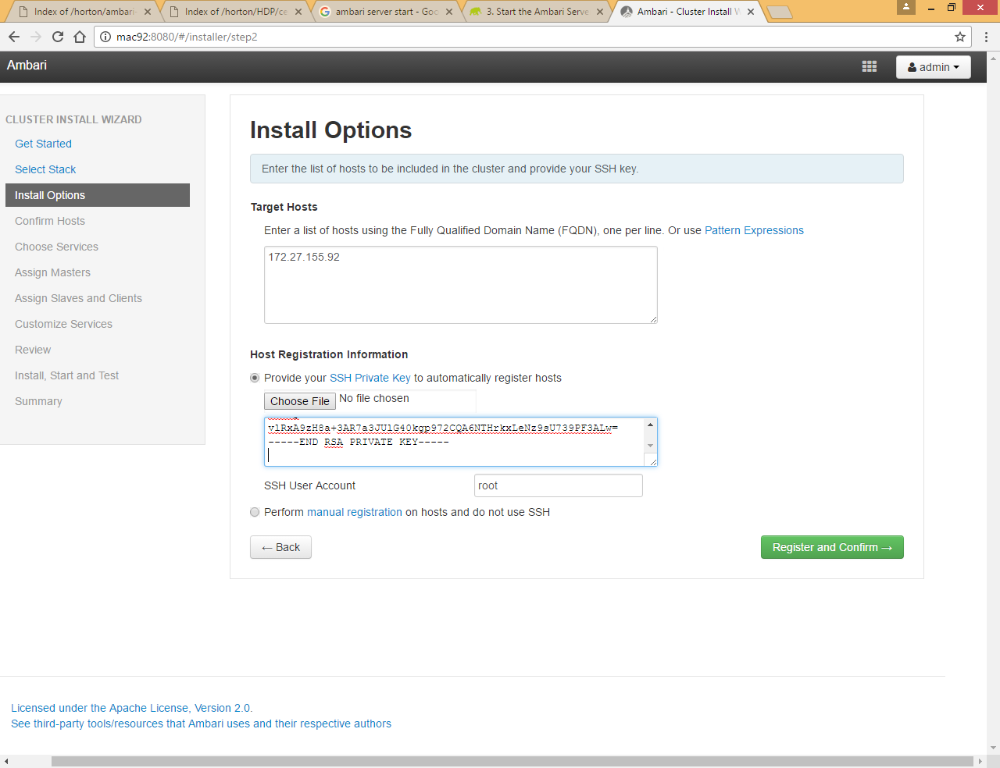 Index of /horton/ambari-
Index of /horton/HDP/ce
ambari server start - Goo
3. Start the Ambari Serve
Ambari - Cluster Install W
mac92:8080/#/installer/step2
Ambari
admin
CLUSTER INSTALL WIZARD
Get Started
Select Stack
Install Options
Confirm Hosts
Choose Services
Assign Masters
Assign Slaves and Clients
Customize Services
Review
Install, Start and Test
Summary
Install Options
Enter the list of hosts to be included in the cluster and provide your SSH key.
Target Hosts
Enter a list of hosts using the Fully Qualified Domain Name (FQDN), one per line. Or use Pattern Expressions
172.27.155.92
Host Registration Information
Provide your SSH Private Key to automatically register hosts
Choose File No file chosen
vlRxA9zH8a+3AR7a3JUlG40kgp972CQA6NTHrkxLeNz9sU739PF3ALw=
-----END RSA PRIVATE KEY-----
SSH User Account root
Perform manual registration on hosts and do not use SSH
← Back
Register and Confirm →
Licensed under the Apache License, Version 2.0.
See third-party tools/resources that Ambari uses and their respective authors